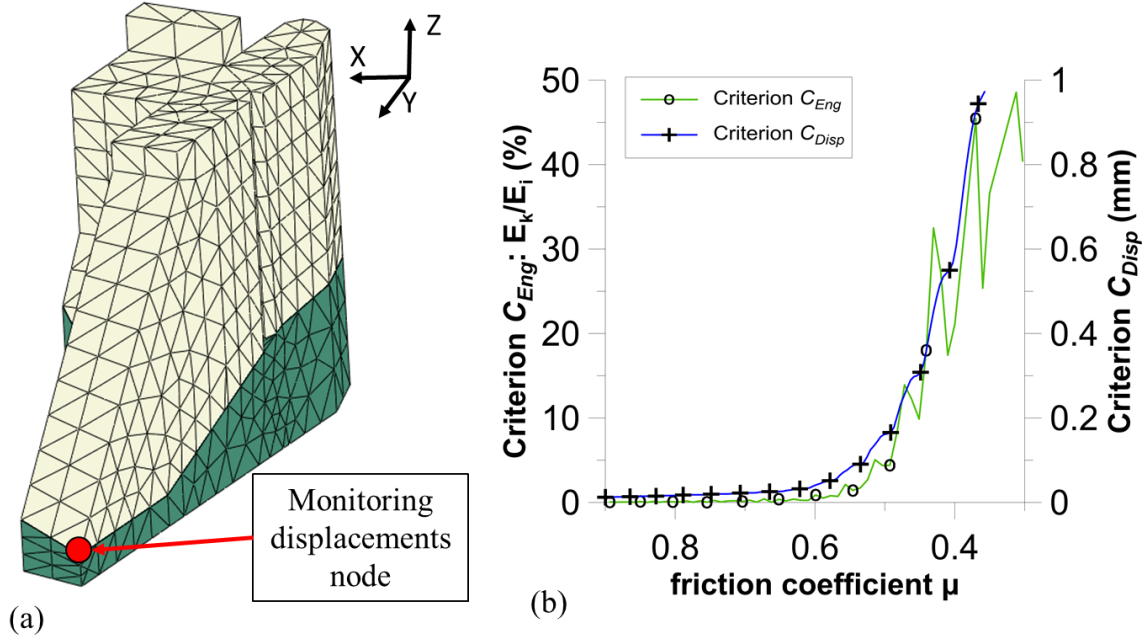 (a)
Z
X
Y
Monitoring
displacements
node
(b)
Criterion C_Eng
Criterion C_Disp
Criterion C_Eng: E_k/E_i (%)
50
40
30
20
10
0
1
0.8
0.6
0.4
0.2
0
Criterion C_Disp (mm)
0.8 0.6 0.4
friction coefficient μ